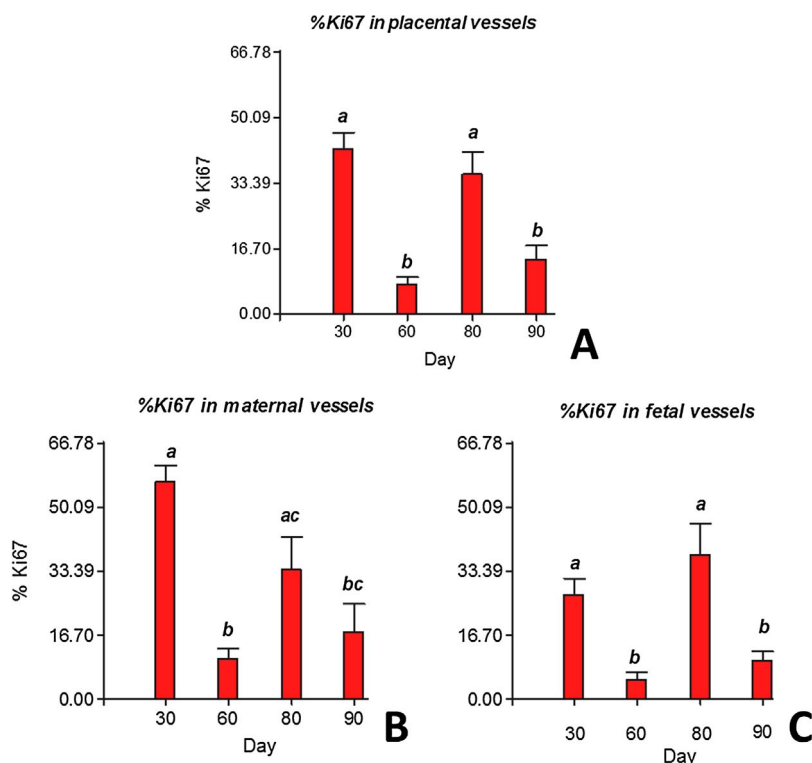 %Ki67 in placental vessels
66.78
50.09
33.39
16.70
0.00
% Ki67
a
b
a
b
30 60 80 90
Day
A
%Ki67 in maternal vessels
66.78
50.09
33.39
16.70
0.00
% Ki67
a
b
ac
bc
30 60 80 90
Day
B
%Ki67 in fetal vessels
66.78
50.09
33.39
16.70
0.00
a
b
a
b
30 60 80 90
Day
C